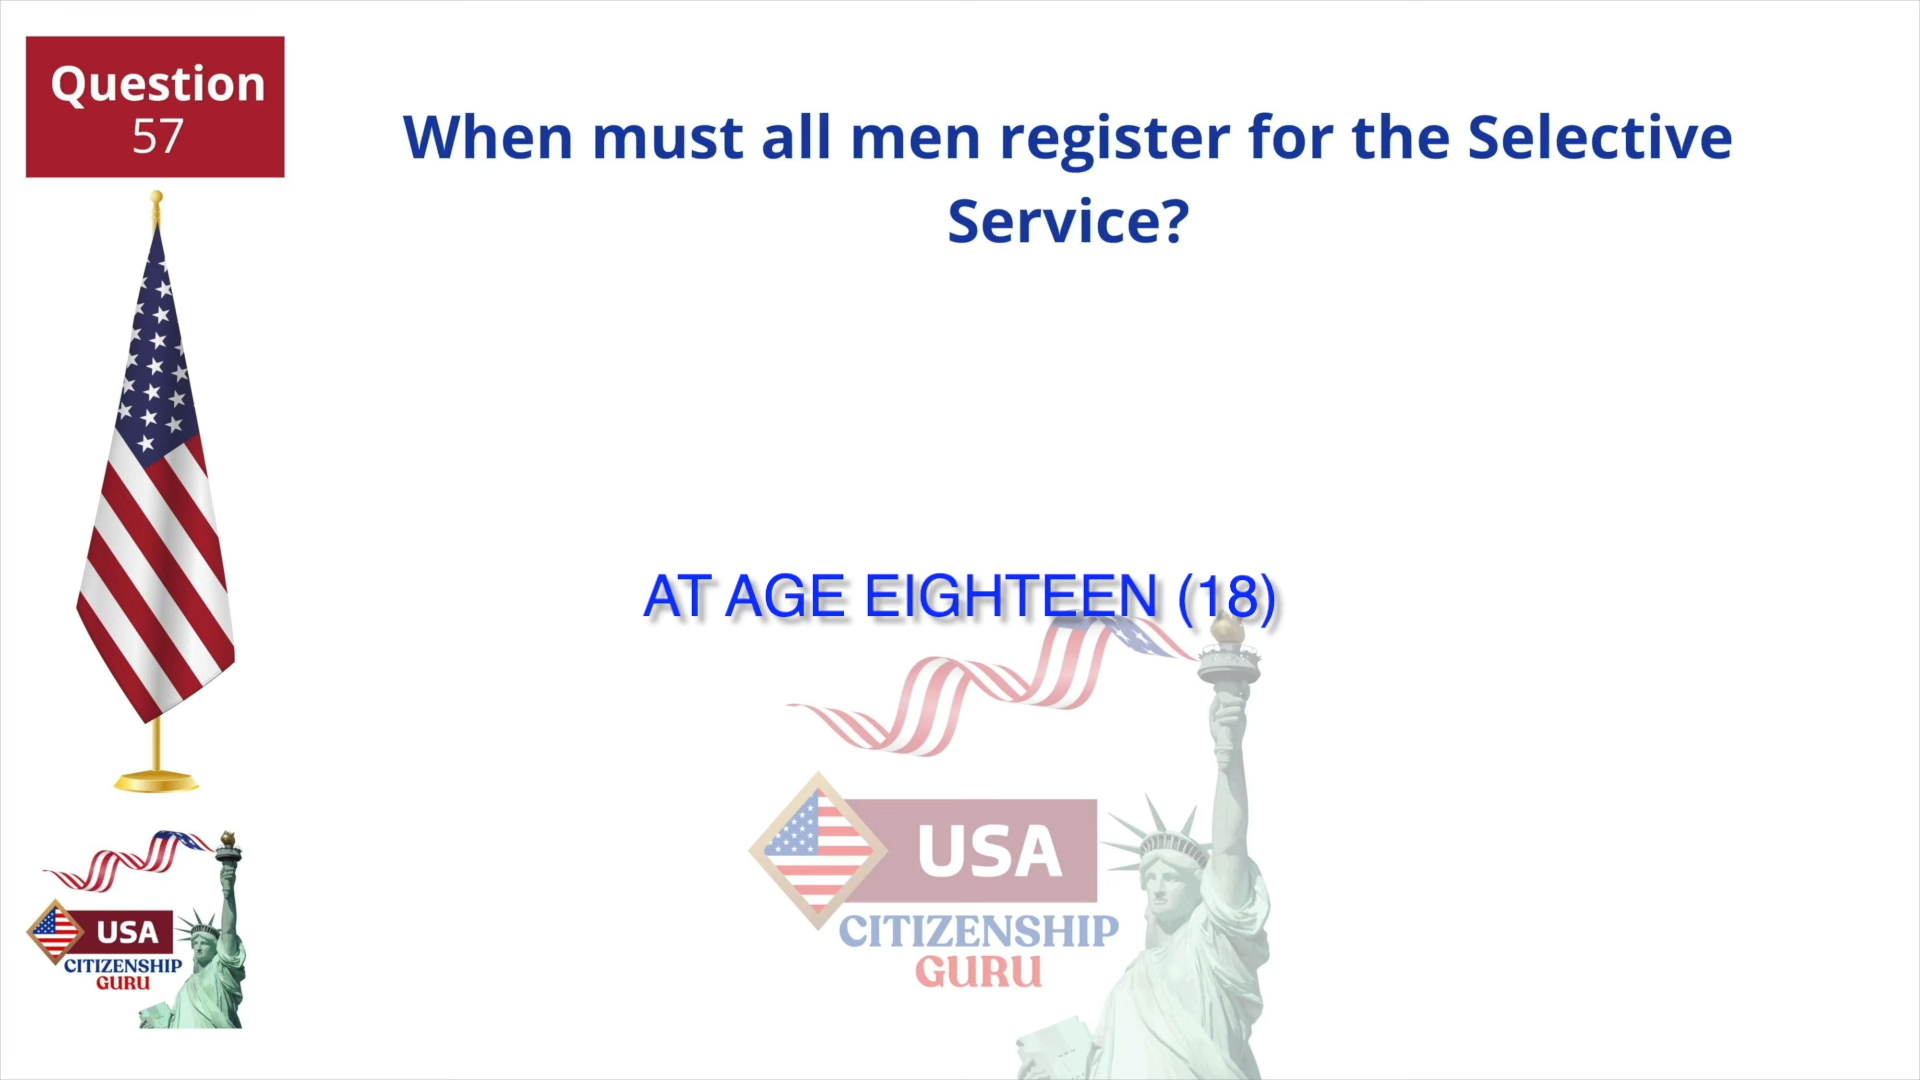 Question
57
When must all men register for the Selective
Service?
AT AGE EIGHTEEN (18)
USA
CITIZENSHIP
GURU
USA
CITIZENSHIP
GURU